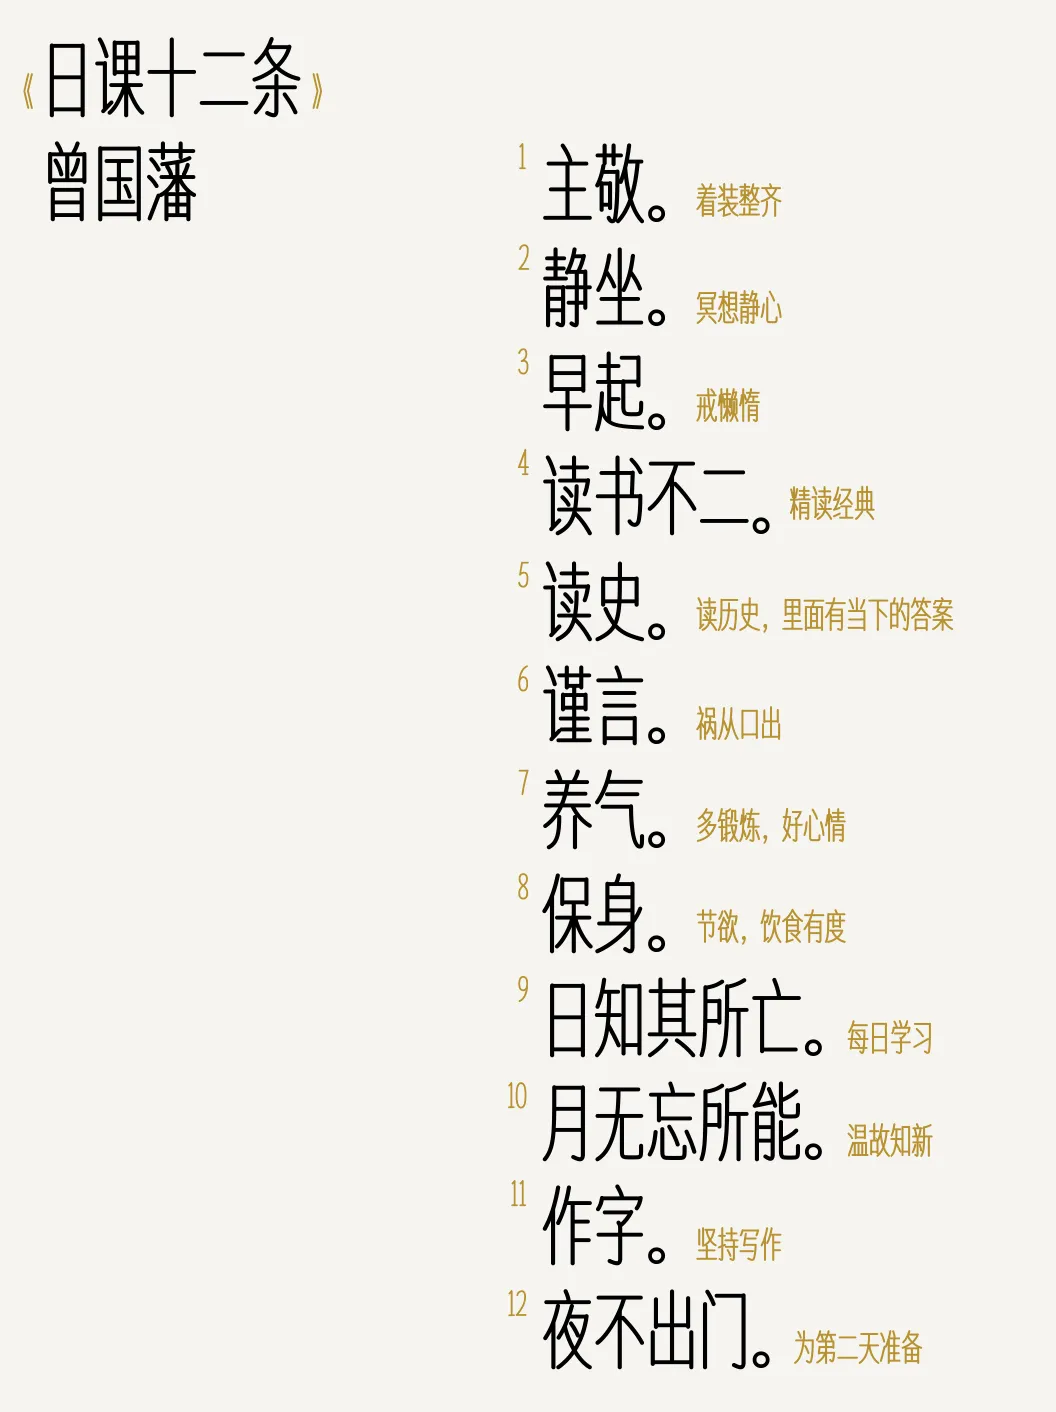 《日课十二条》
曾国藩
1 主敬。着装整齐
2 静坐。冥想静心
3 早起。戒懒惰
4 读书不二。精读经典
5 读史。读历史，里面有当下的答案
6 谨言。祸从口出
7 养气。多锻炼，好心情
8 保身。节欲，饮食有度
9 日知其所亡。每日学习
10 月无忘所能。温故知新
11 作字。坚持写作
12 夜不出门。为第二天准备